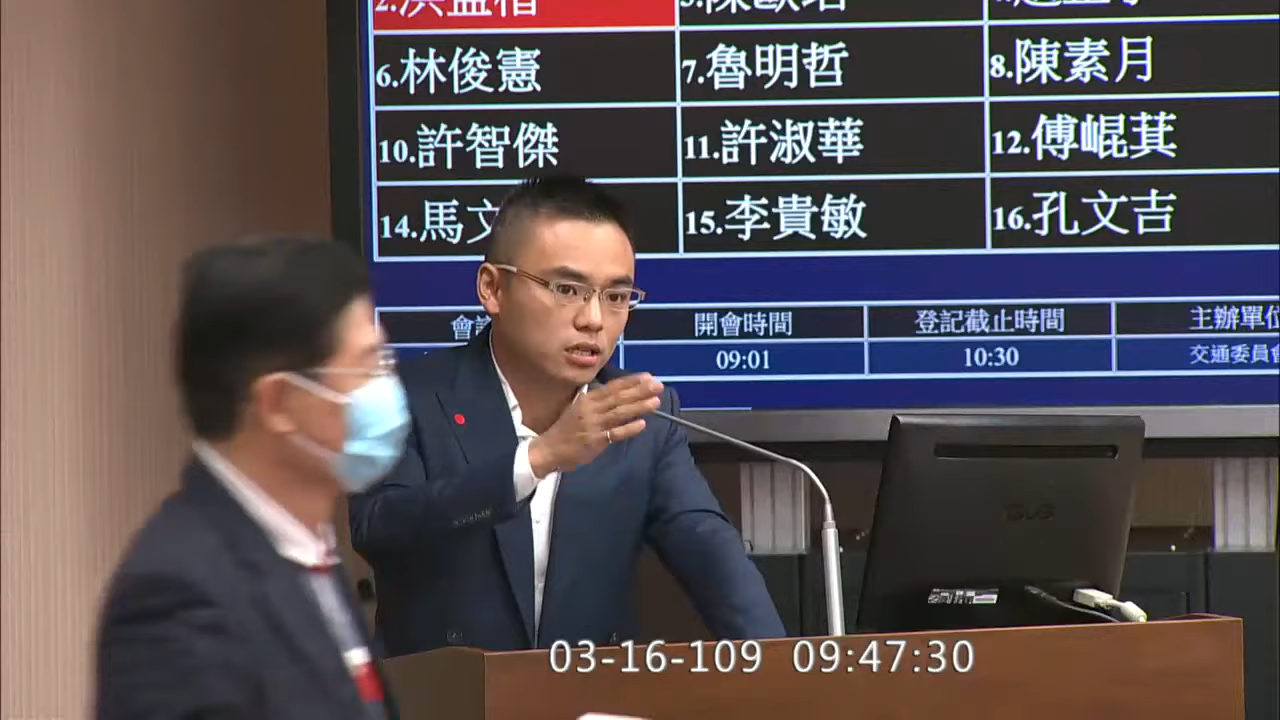 6.林俊憲 7.魯明哲 8.陳素月
10.許智傑 11.許淑華 12.傅崐萁
14.馬文 15.李貴敏 16.孔文吉
開會時間 登記截止時間 主辦單位
09:01 10:30 交通委員會
03-16-109 09:47:30